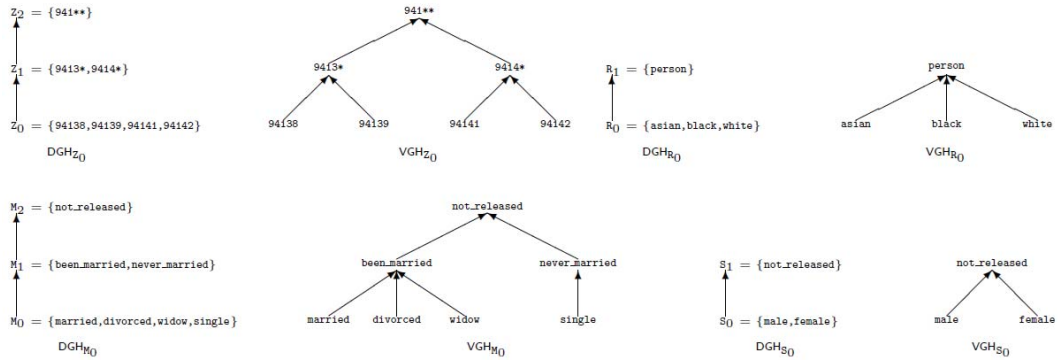 Z2 = {941**} 941**
Z1 = {9413*,9414*} 9413* 9414* R1 = {person} person
Z0 = {94138,94139,94141,94142} 94138 94139 94141 94142 R0 = {asian,black,white} asian black white
DGHZ0 VGHZ0 DGHR0 VGHR0
M2 = {not_released} not_released
M1 = {been_married,never_married} been_married never_married S1 = {not_released} not_released
M0 = {married,divorced,widow,single} married divorced widow single S0 = {male,female} male female
DGHM0 VGHM0 DGHS0 VGHS0